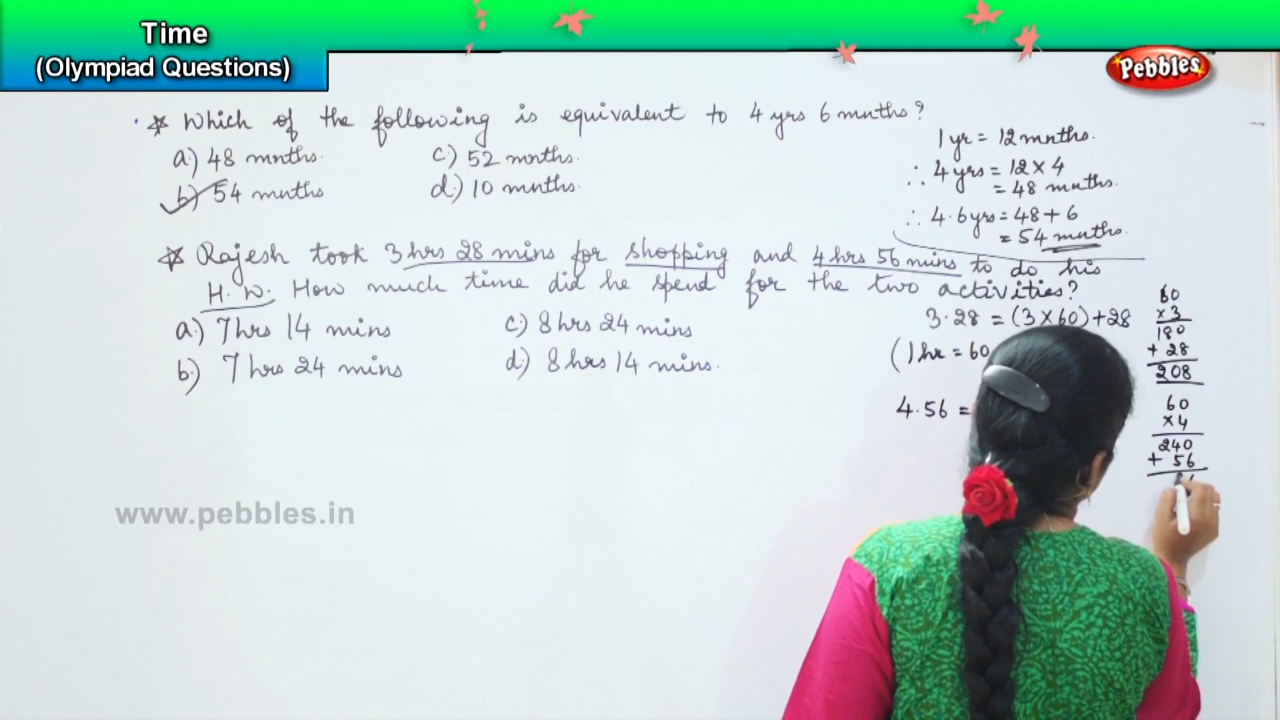 Time
(Olympiad Questions)
Pebbles
☆ Which of the following is equivalent to 4 yrs 6 mnths?
a.) 48 mnths.
c.) 52 mnths.
b.) 54 mnths
d.) 10 mnths.
1 yr = 12 mnths.
∴ 4 yrs = 12 × 4
= 48 mnths.
∴ 4.6 yrs = 48 + 6
= 54 mnths.
☆ Rajesh took 3 hrs 28 mins for shopping and 4 hrs 56 mins to do his
H.W. How much time did he spend for the two activities?
a.) 7 hrs 14 mins
c.) 8 hrs 24 mins
b.) 7 hrs 24 mins
d.) 8 hrs 14 mins.
3.28 = (3 × 60) + 28
(1 hr = 60
4.56 =
60
× 3
180
+ 28
208
60
× 4
240
+ 56
www.pebbles.in